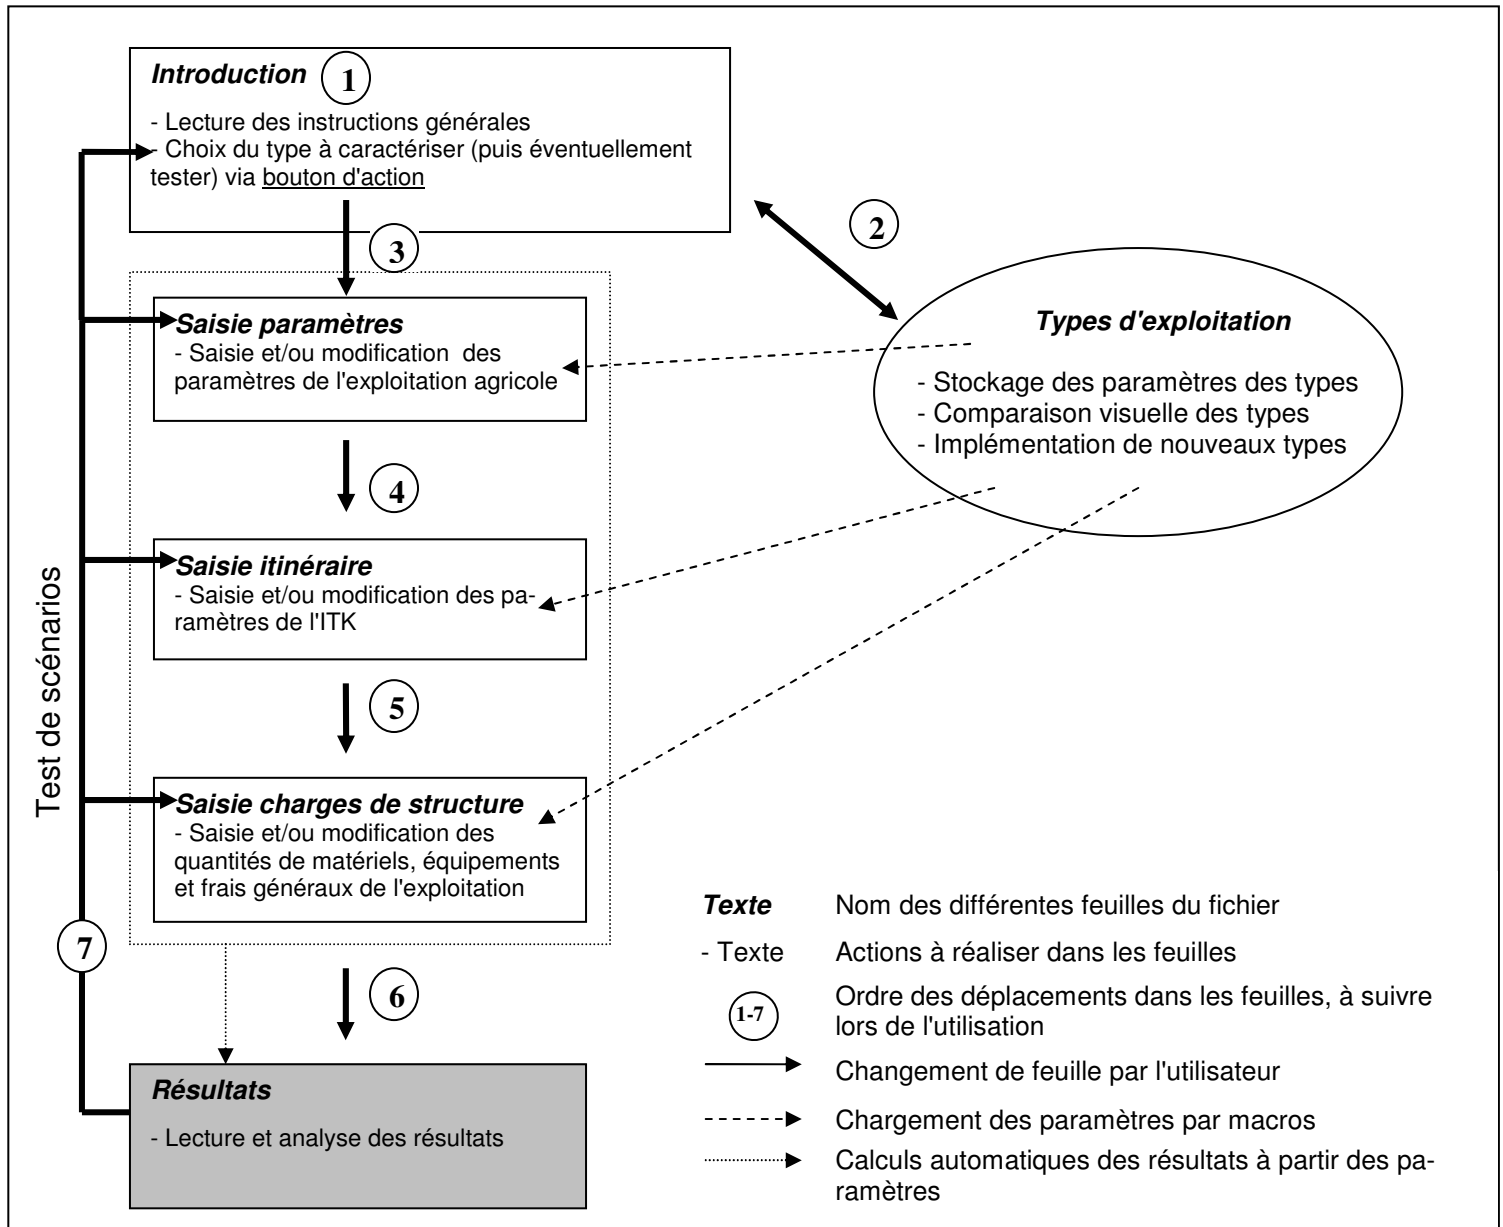 Introduction
1
- Lecture des instructions générales
- Choix du type à caractériser (puis éventuellement
tester) via bouton d'action
2
3
Saisie paramètres
- Saisie et/ou modification des
paramètres de l'exploitation agricole
Types d'exploitation
- Stockage des paramètres des types
- Comparaison visuelle des types
- Implémentation de nouveaux types
4
Saisie itinéraire
- Saisie et/ou modification des pa-
ramètres de l'ITK
5
Saisie charges de structure
- Saisie et/ou modification des
quantités de matériels, équipements
et frais généraux de l'exploitation
Test de scénarios
7
6
Résultats
- Lecture et analyse des résultats
Texte Nom des différentes feuilles du fichier
- Texte Actions à réaliser dans les feuilles
1-7 Ordre des déplacements dans les feuilles, à suivre
lors de l'utilisation
Changement de feuille par l'utilisateur
Chargement des paramètres par macros
Calculs automatiques des résultats à partir des pa-
ramètres